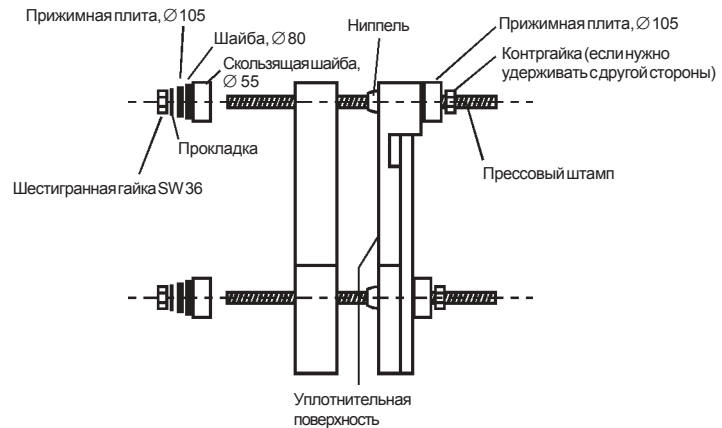 Прижимная плита, ∅ 105
Шайба, ∅ 80
Скользящая шайба,
∅ 55
Прокладка
Шестигранная гайка SW 36
Ниппель
Прижимная плита, ∅ 105
Контргайка (если нужно
удерживать с другой стороны)
Прессовый штамп
Уплотнительная
поверхность